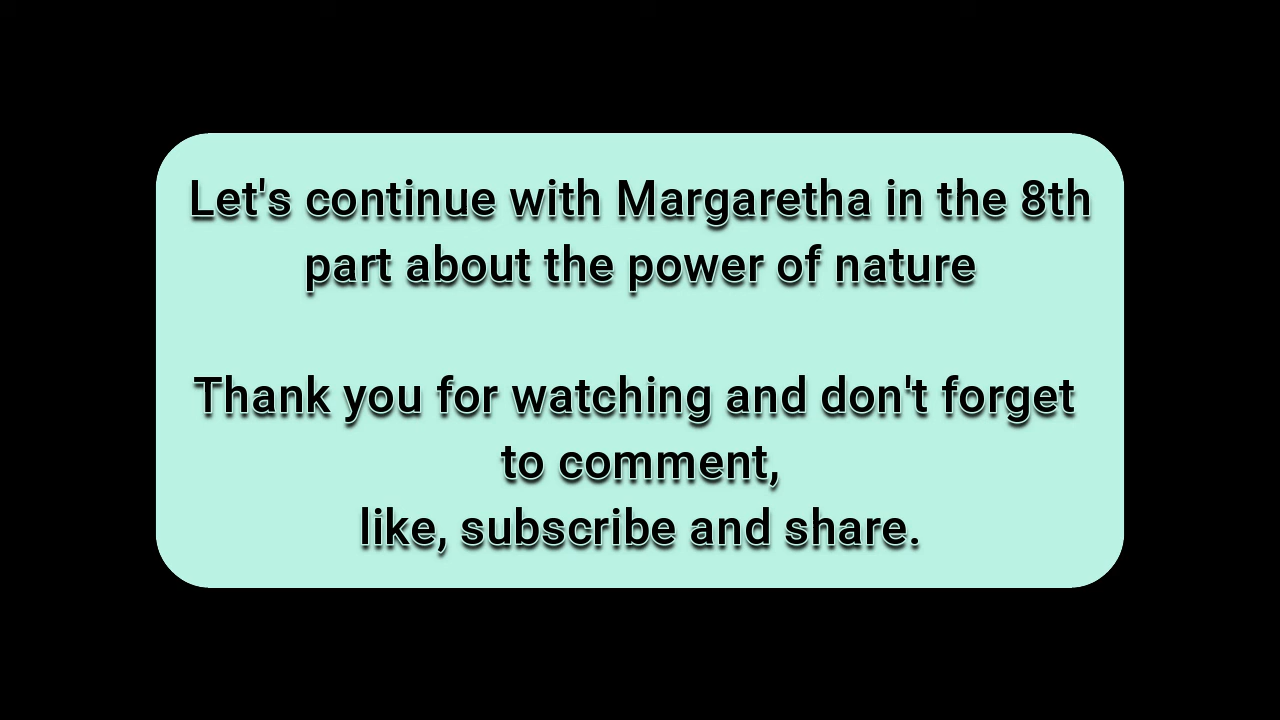 Let's continue with Margaretha in the 8th
part about the power of nature
Thank you for watching and don't forget
to comment,
like, subscribe and share.